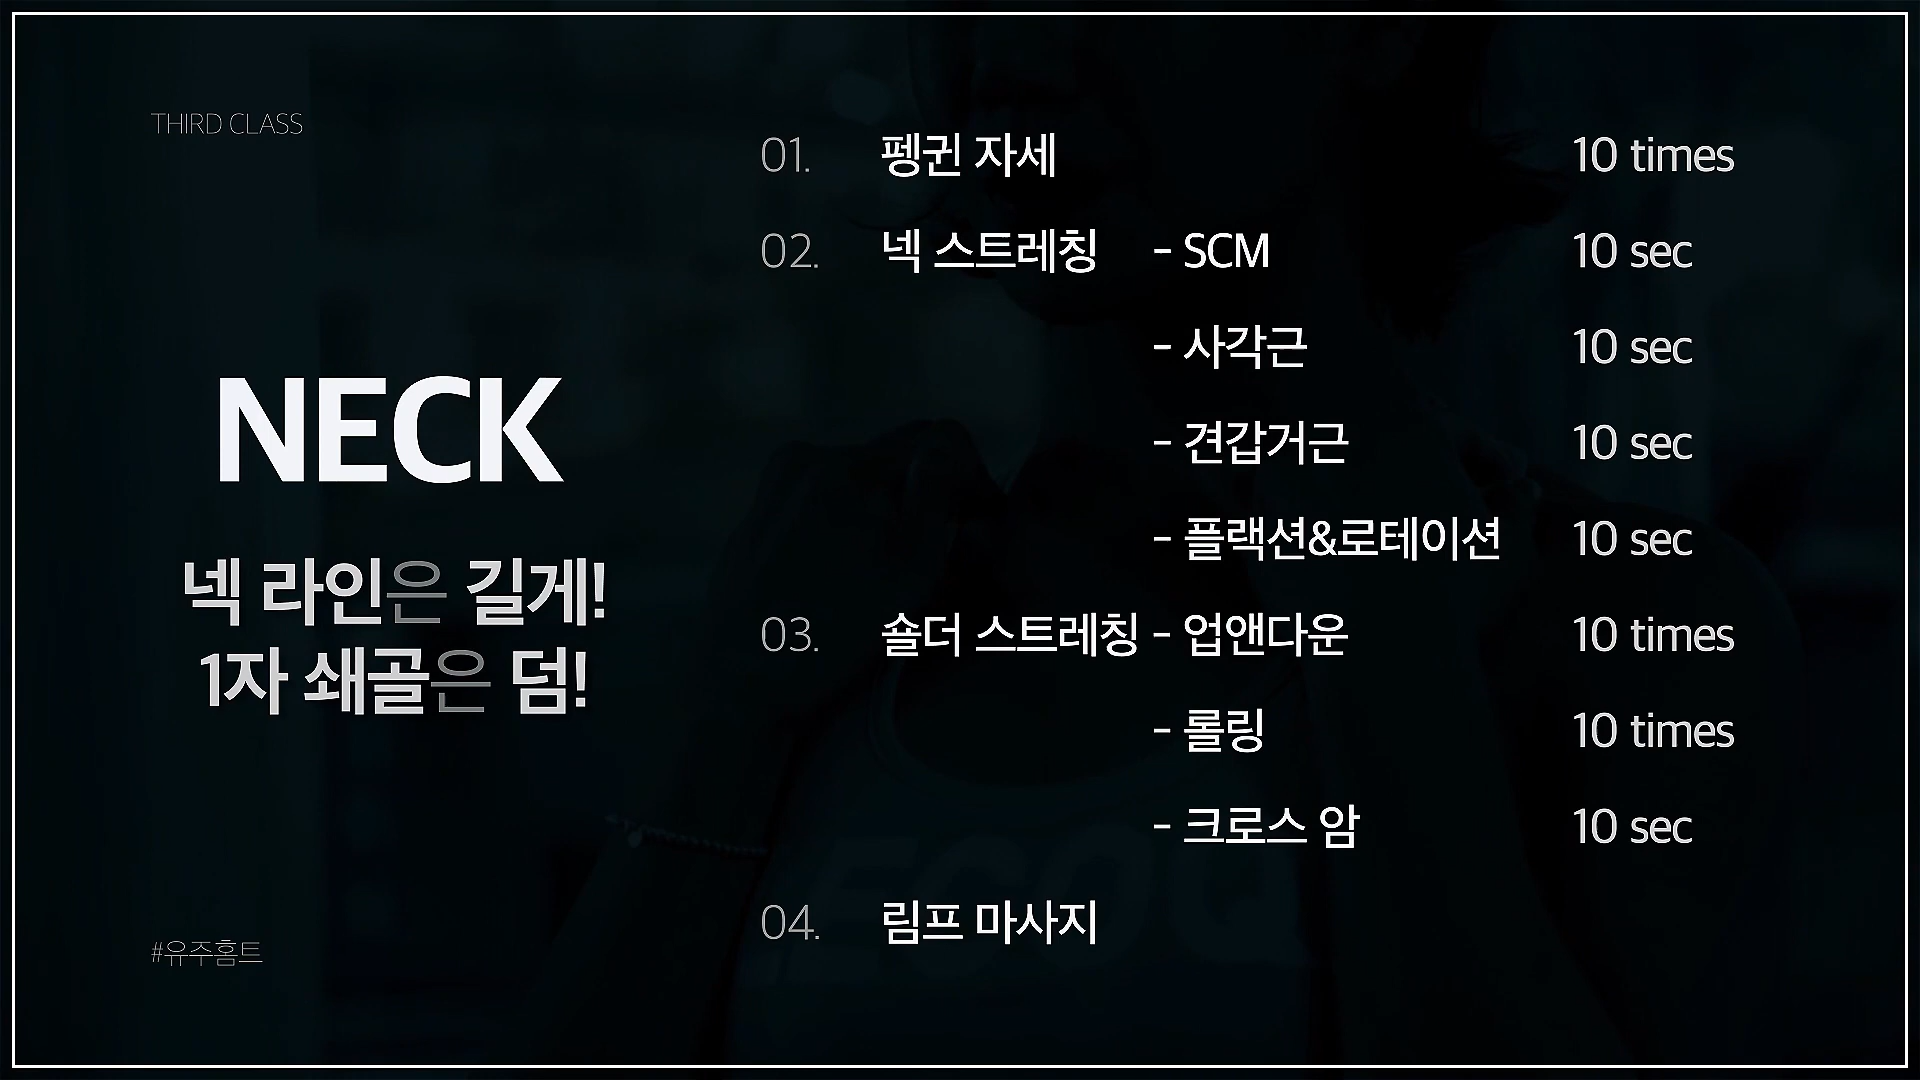 THIRD CLASS
NECK
넥 라인은 길게!
1자 쇄골은 덤!
#유주홈트
01. 펭귄 자세 10 times
02. 넥 스트레칭 - SCM 10 sec
- 사각근 10 sec
- 견갑거근 10 sec
- 플랙션&로테이션 10 sec
03. 숄더 스트레칭 - 업앤다운 10 times
- 롤링 10 times
- 크로스 암 10 sec
04. 림프 마사지